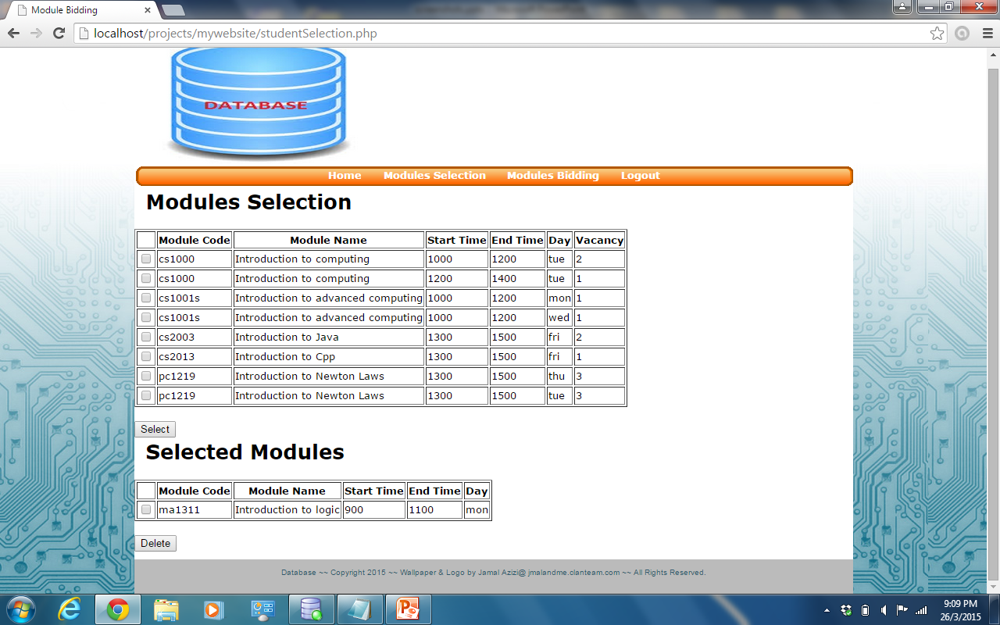 Module Bidding
localhost/projects/mywebsite/studentSelection.php
DATABASE
Home Modules Selection Modules Bidding Logout
Modules Selection
Module Code Module Name Start Time End Time Day Vacancy
cs1000 Introduction to computing 1000 1200 tue 2
cs1000 Introduction to computing 1200 1400 tue 1
cs1001s Introduction to advanced computing 1000 1200 mon 1
cs1001s Introduction to advanced computing 1000 1200 wed 1
cs2003 Introduction to Java 1300 1500 fri 2
cs2013 Introduction to Cpp 1300 1500 fri 1
pc1219 Introduction to Newton Laws 1300 1500 thu 3
pc1219 Introduction to Newton Laws 1300 1500 tue 3
Select
Selected Modules
Module Code Module Name Start Time End Time Day
ma1311 Introduction to logic 900 1100 mon
Delete
Database ~~ Copyright 2015 ~~ Wallpaper & Logo by Jamal Azizi@ jmalandme.clanteam.com ~~ All Rights Reserved.
9:09 PM
26/3/2015